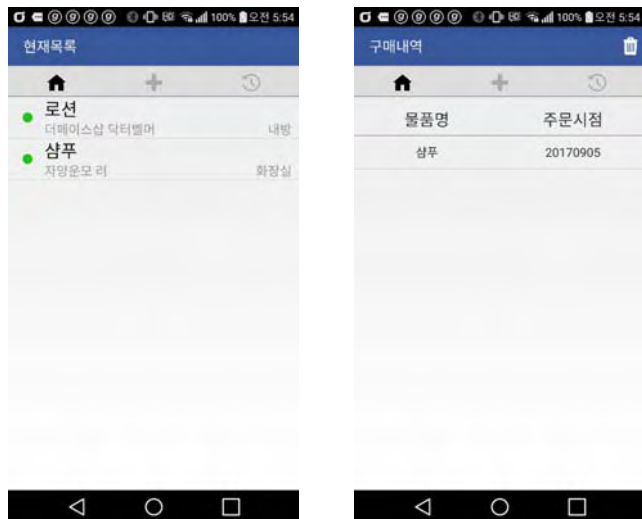 100% 오전 5:54
현재목록
로션
더페이스샵 닥터벨머 내방
샴푸
자양운모 려 화장실
100% 오전 5:54
구매내역
물품명 주문시점
샴푸 20170905